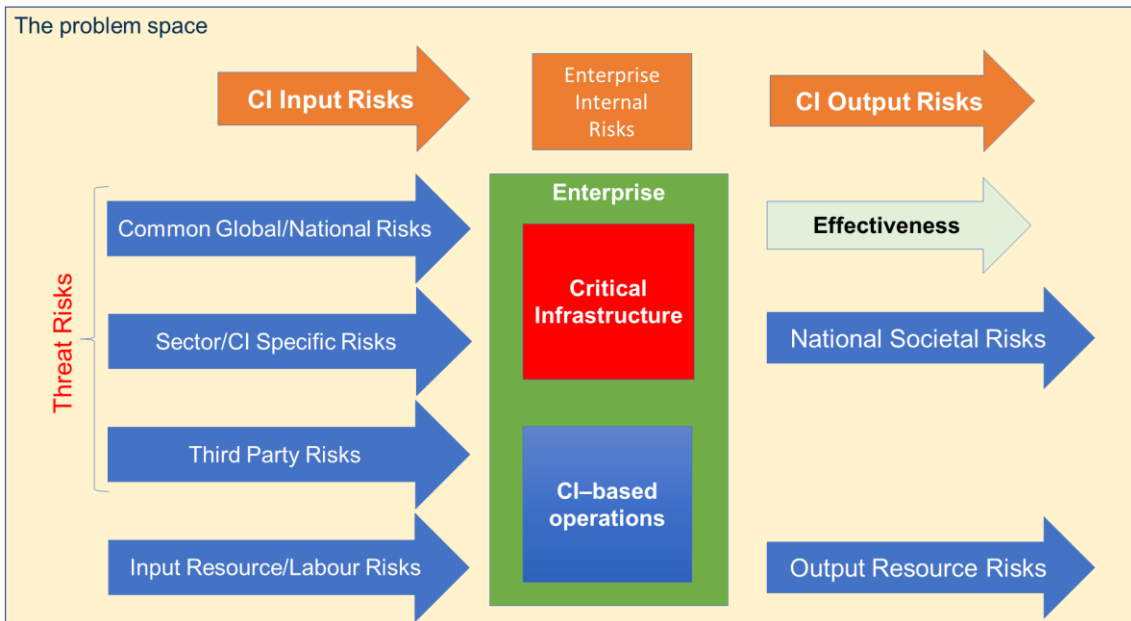 The problem space
CI Input Risks
Enterprise
Internal
Risks
CI Output Risks
Threat Risks
Common Global/National Risks
Sector/CI Specific Risks
Third Party Risks
Input Resource/Labour Risks
Enterprise
Critical
Infrastructure
CI–based
operations
Effectiveness
National Societal Risks
Output Resource Risks